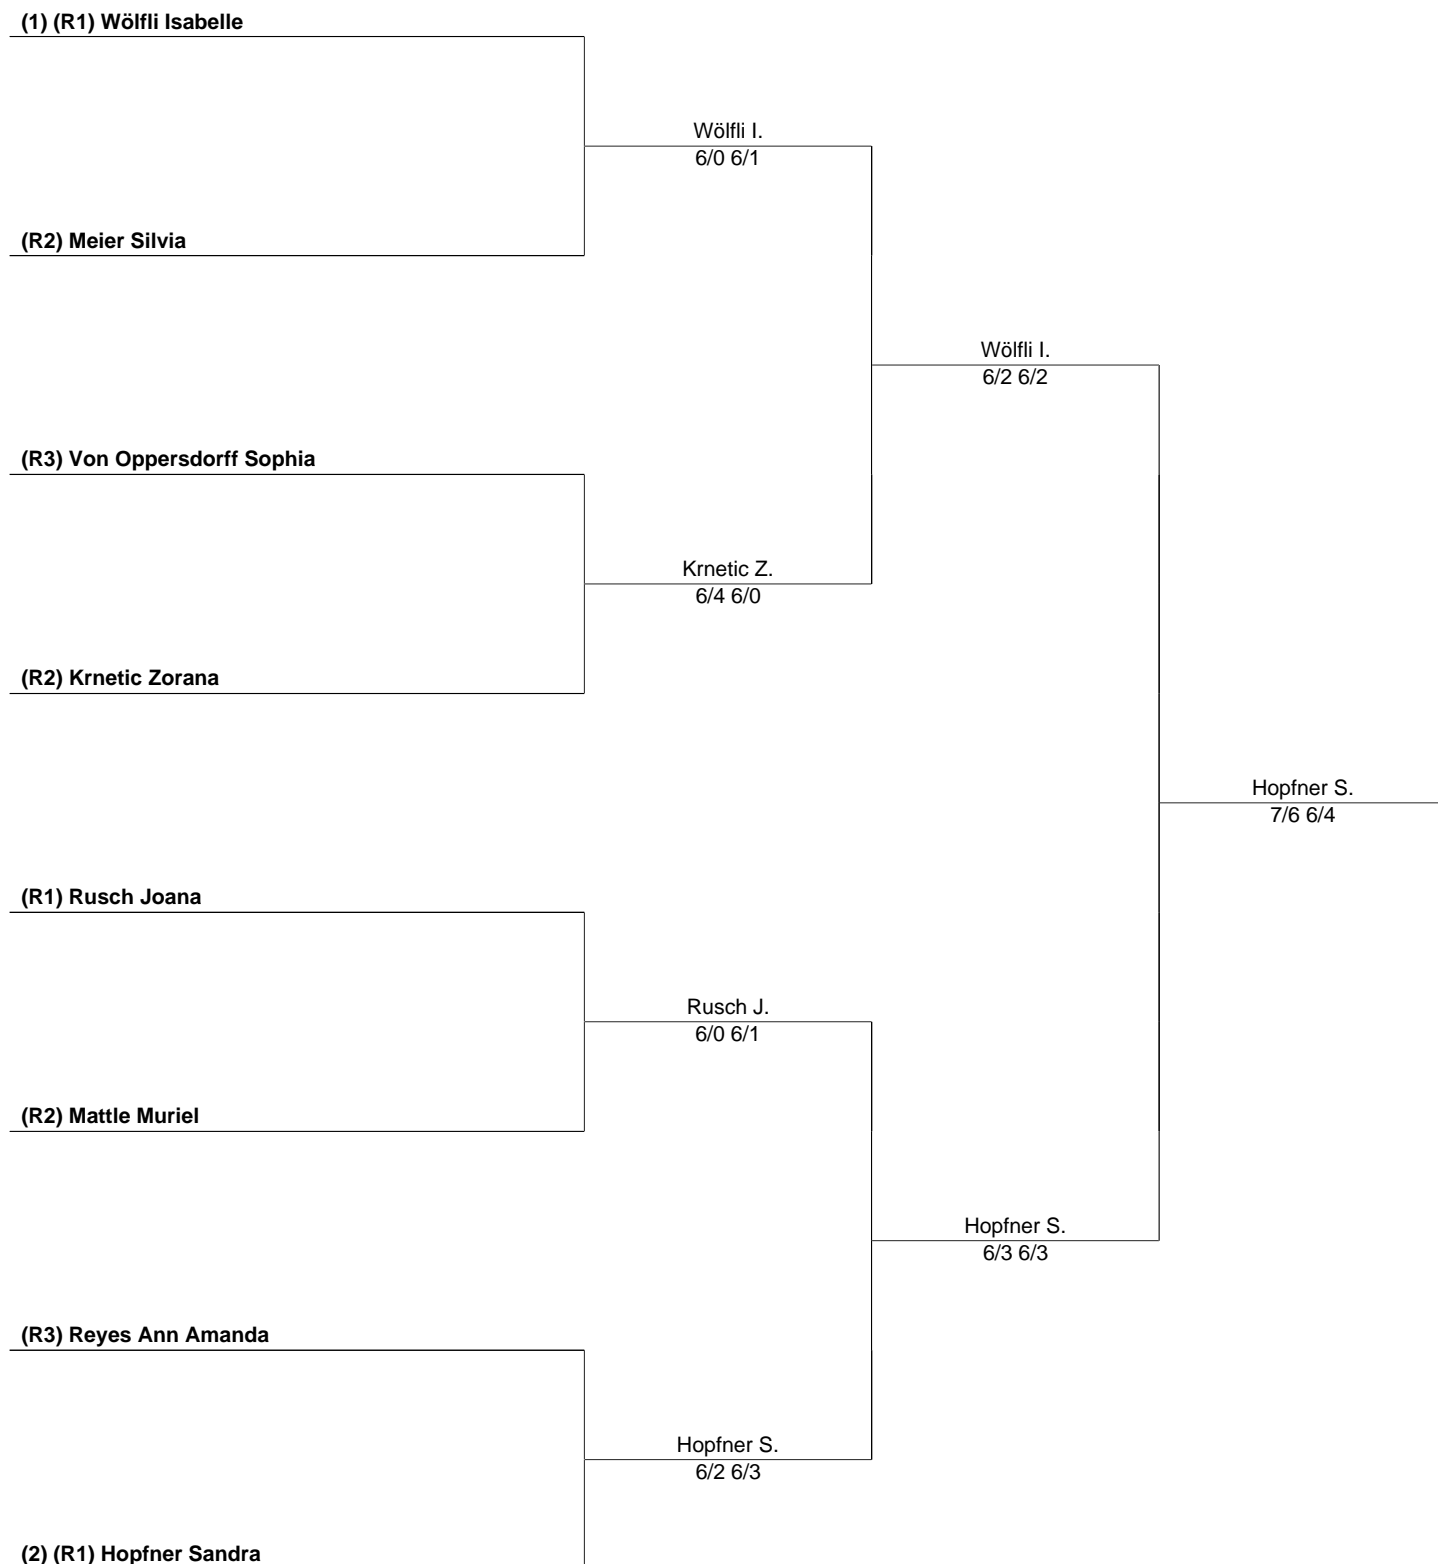 (1) (R1) Wölfli Isabelle
Wölfli I.
6/0 6/1
(R2) Meier Silvia
Wölfli I.
6/2 6/2
(R3) Von Oppersdorff Sophia
Krnetic Z.
6/4 6/0
(R2) Krnetic Zorana
Hopfner S.
7/6 6/4
(R1) Rusch Joana
Rusch J.
6/0 6/1
(R2) Mattle Muriel
Hopfner S.
6/3 6/3
(R3) Reyes Ann Amanda
Hopfner S.
6/2 6/3
(2) (R1) Hopfner Sandra